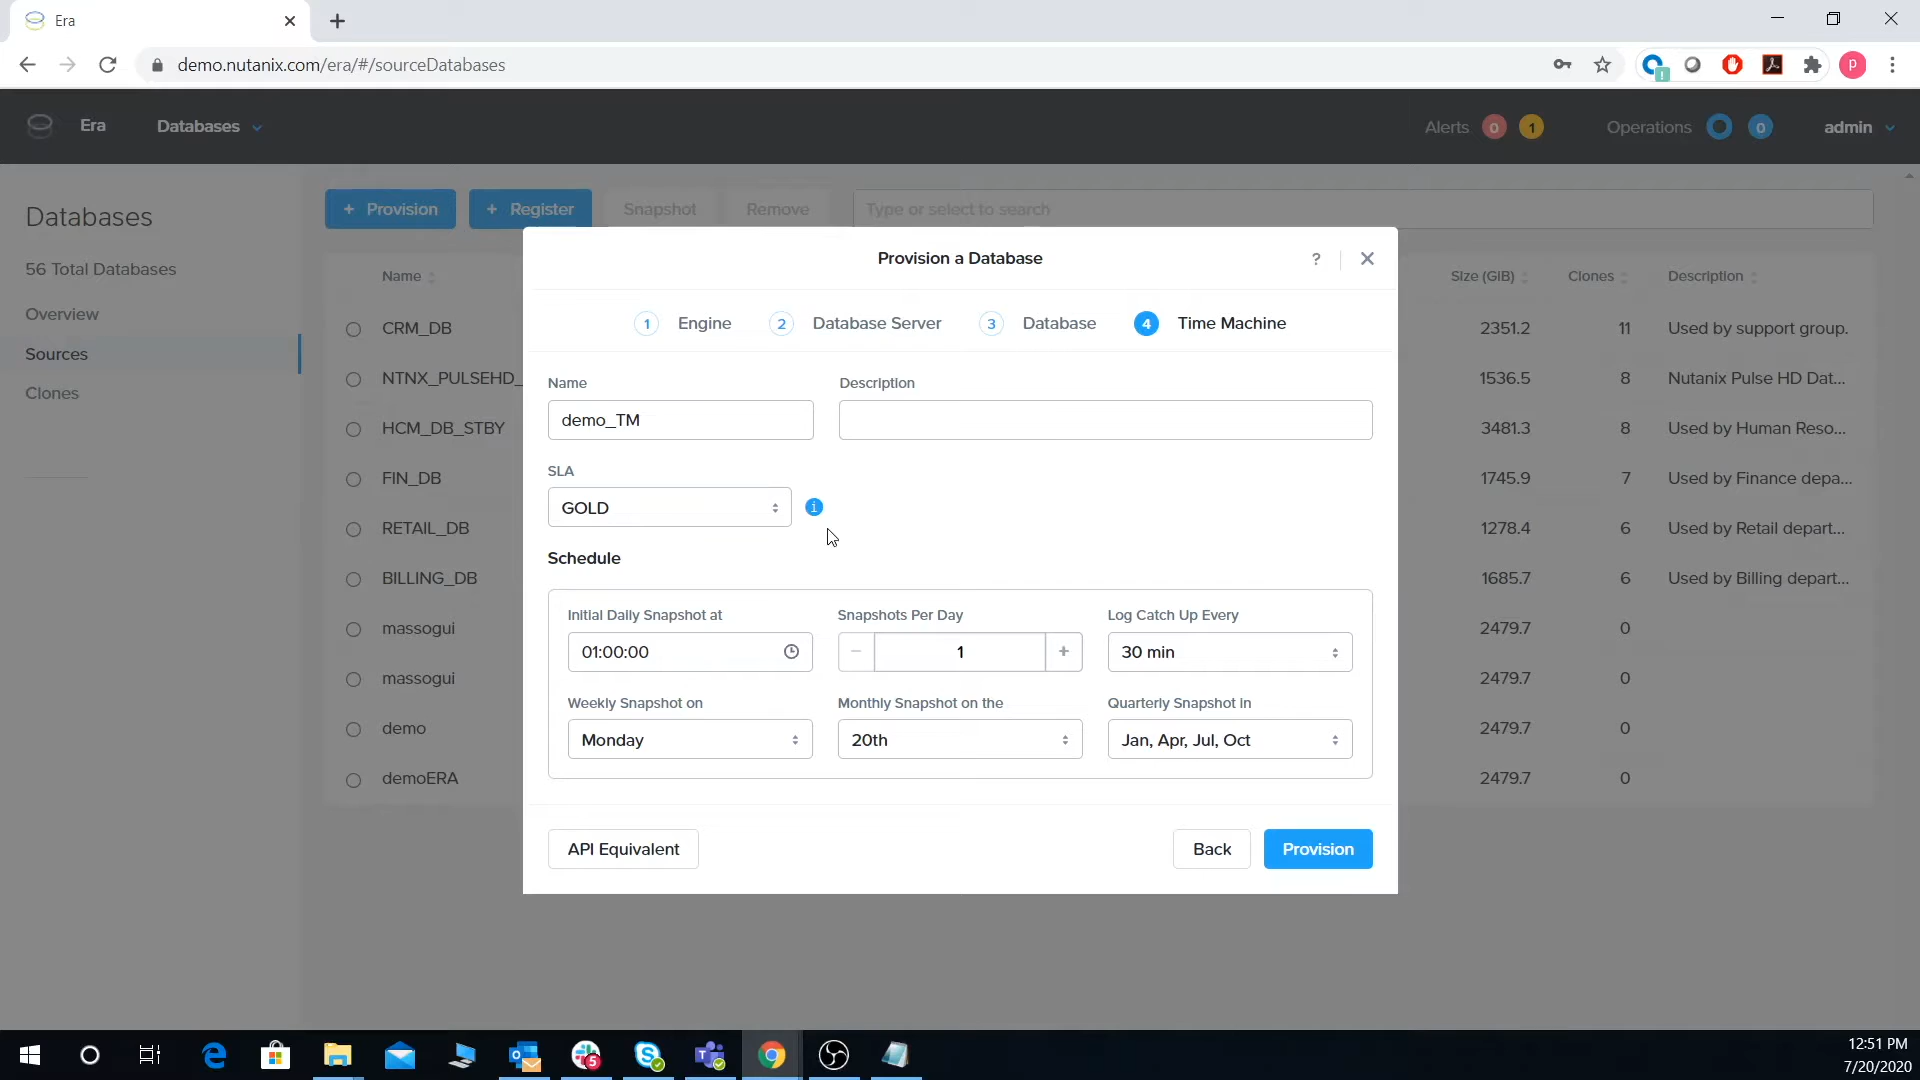 Era
demo.nutanix.com/era/#/sourceDatabases
P
Era
Databases
Alerts 0 1
Operations 0
admin
Databases
56 Total Databases
Overview
Sources
Clones
+ Provision
+ Register
Snapshot
Remove
Type or select to search
Name
Size (GiB)
Clones
Description
CRM_DB
2351.2 11 Used by support group.
NTNX_PULSEHD_
1536.5 8 Nutanix Pulse HD Dat...
HCM_DB_STBY
3481.3 8 Used by Human Reso...
FIN_DB
1745.9 7 Used by Finance depa...
RETAIL_DB
1278.4 6 Used by Retail depart...
BILLING_DB
1685.7 6 Used by Billing depart...
massogui
2479.7 0
massogui
2479.7 0
demo
2479.7 0
demoERA
2479.7 0
Provision a Database
?
1 Engine 2 Database Server 3 Database 4 Time Machine
Name
Description
demo_TM
SLA
GOLD
i
Schedule
Initial Daily Snapshot at
Snapshots Per Day
Log Catch Up Every
01:00:00
− 1 +
30 min
Weekly Snapshot on
Monthly Snapshot on the
Quarterly Snapshot in
Monday
20th
Jan, Apr, Jul, Oct
API Equivalent
Back
Provision
5
12:51 PM
7/20/2020